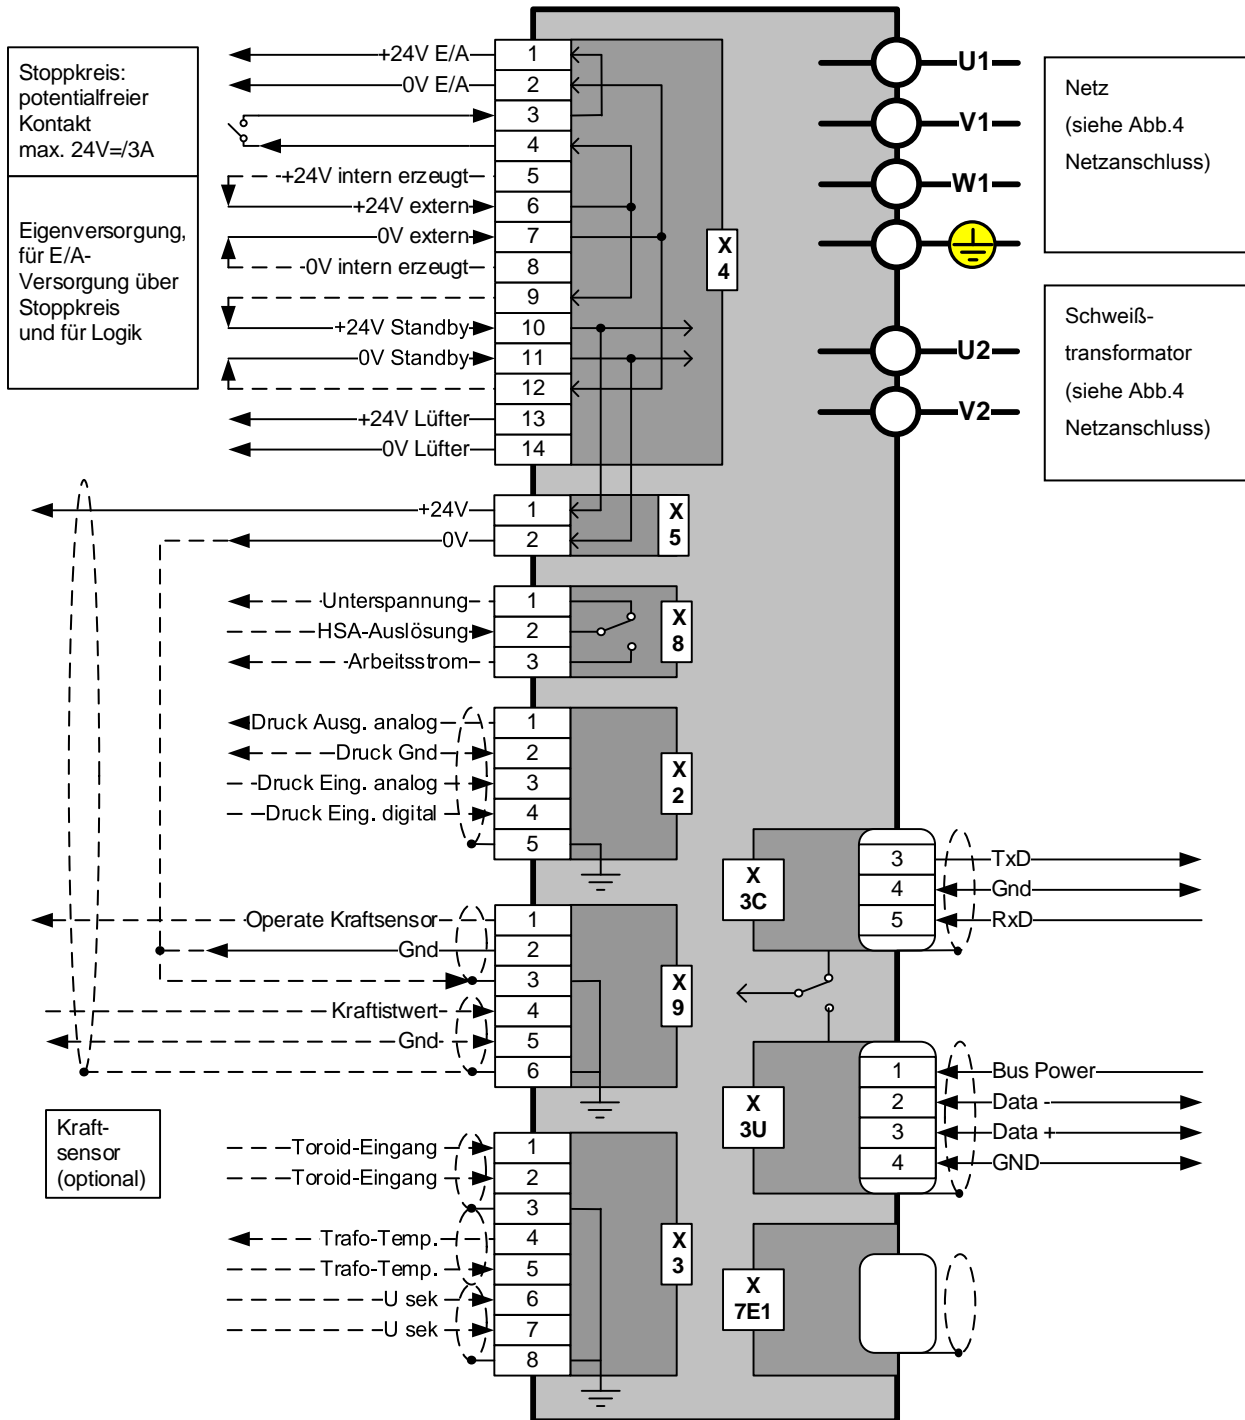 Stoppkreis:
potentialfreier
Kontakt
max. 24V=/3A
Eigenversorgung,
für E/A-
Versorgung über
Stoppkreis
und für Logik
+24V E/A 1
0V E/A 2
3
4
+24V intern erzeugt 5
+24V extern 6
0V extern 7
0V intern erzeugt 8
9
+24V Standby 10
0V Standby 11
12
+24V Lüfter 13
0V Lüfter 14
X
4
U1
V1
W1
U2
V2
Netz
(siehe Abb.4
Netzanschluss)
Schweiß-
transformator
(siehe Abb.4
Netzanschluss)
+24V 1
0V 2
X
5
Unterspannung 1
HSA-Auslösung 2
Arbeitsstrom 3
X
8
Druck Ausg. analog 1
Druck Gnd 2
Druck Eing. analog 3
Druck Eing. digital 4
5
X
2
Operate Kraftsensor 1
Gnd 2
3
Kraftistwert 4
Gnd 5
6
X
9
Kraft-
sensor
(optional)
Toroid-Eingang 1
Toroid-Eingang 2
3
Trafo-Temp. 4
Trafo-Temp. 5
U sek 6
U sek 7
8
X
3
X
3C
3 TxD
4 Gnd
5 RxD
X
3U
1 Bus Power
2 Data -
3 Data +
4 GND
X
7E1